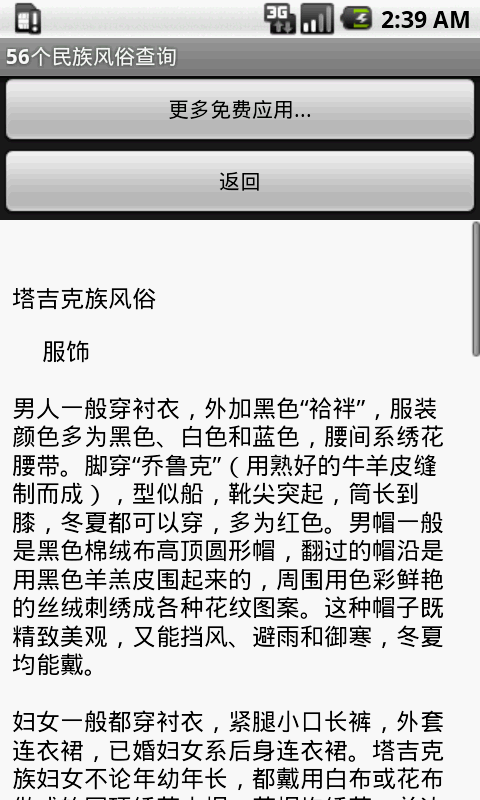 3G
2:39 AM
56个民族风俗查询
更多免费应用...
返回
塔吉克族风俗
服饰
男人一般穿衬衣，外加黑色“袷袢”，服装
颜色多为黑色、白色和蓝色，腰间系绣花
腰带。脚穿“乔鲁克”（用熟好的牛羊皮缝
制而成），型似船，靴尖突起，筒长到
膝，冬夏都可以穿，多为红色。男帽一般
是黑色棉绒布高顶圆形帽，翻过的帽沿是
用黑色羊羔皮围起来的，周围用色彩鲜艳
的丝绒刺绣成各种花纹图案。这种帽子既
精致美观，又能挡风、避雨和御寒，冬夏
均能戴。
妇女一般都穿衬衣，紧腿小口长裤，外套
连衣裙，已婚妇女系后身连衣裙。塔吉克
族妇女不论年幼年长，都戴用白布或花布